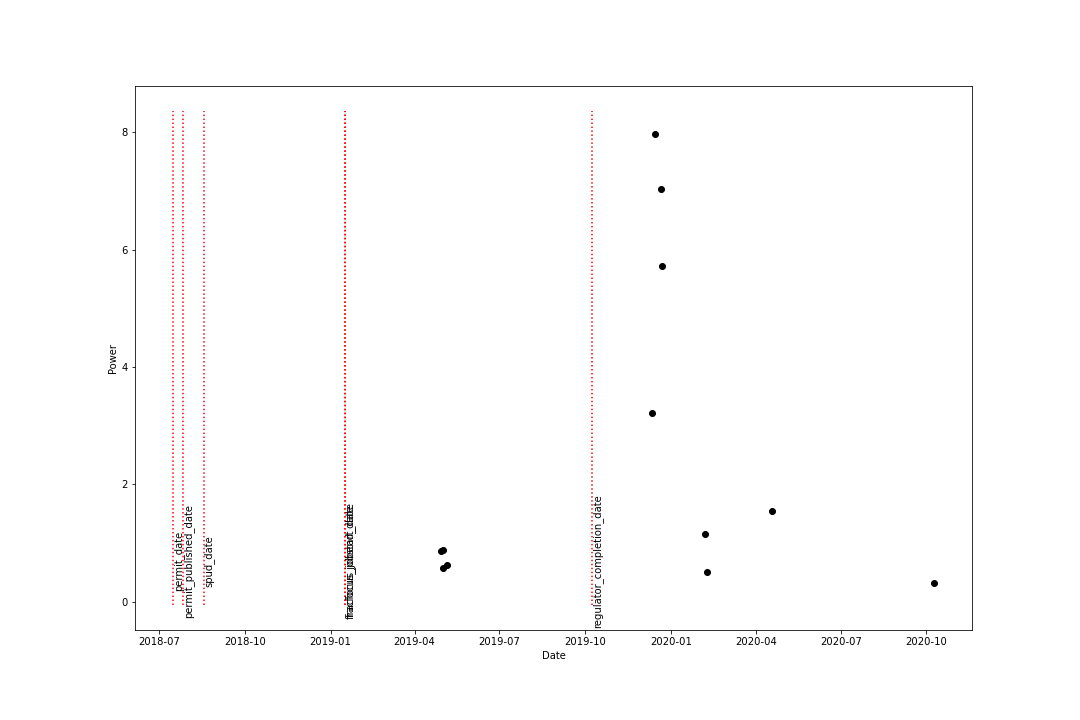 8
6
4
2
0
Power
permit_date
permit_published_date
spud_date
regulator_completion_date
2018-07
2018-10
2019-01
2019-04
2019-07
2019-10
2020-01
2020-04
2020-07
2020-10
Date